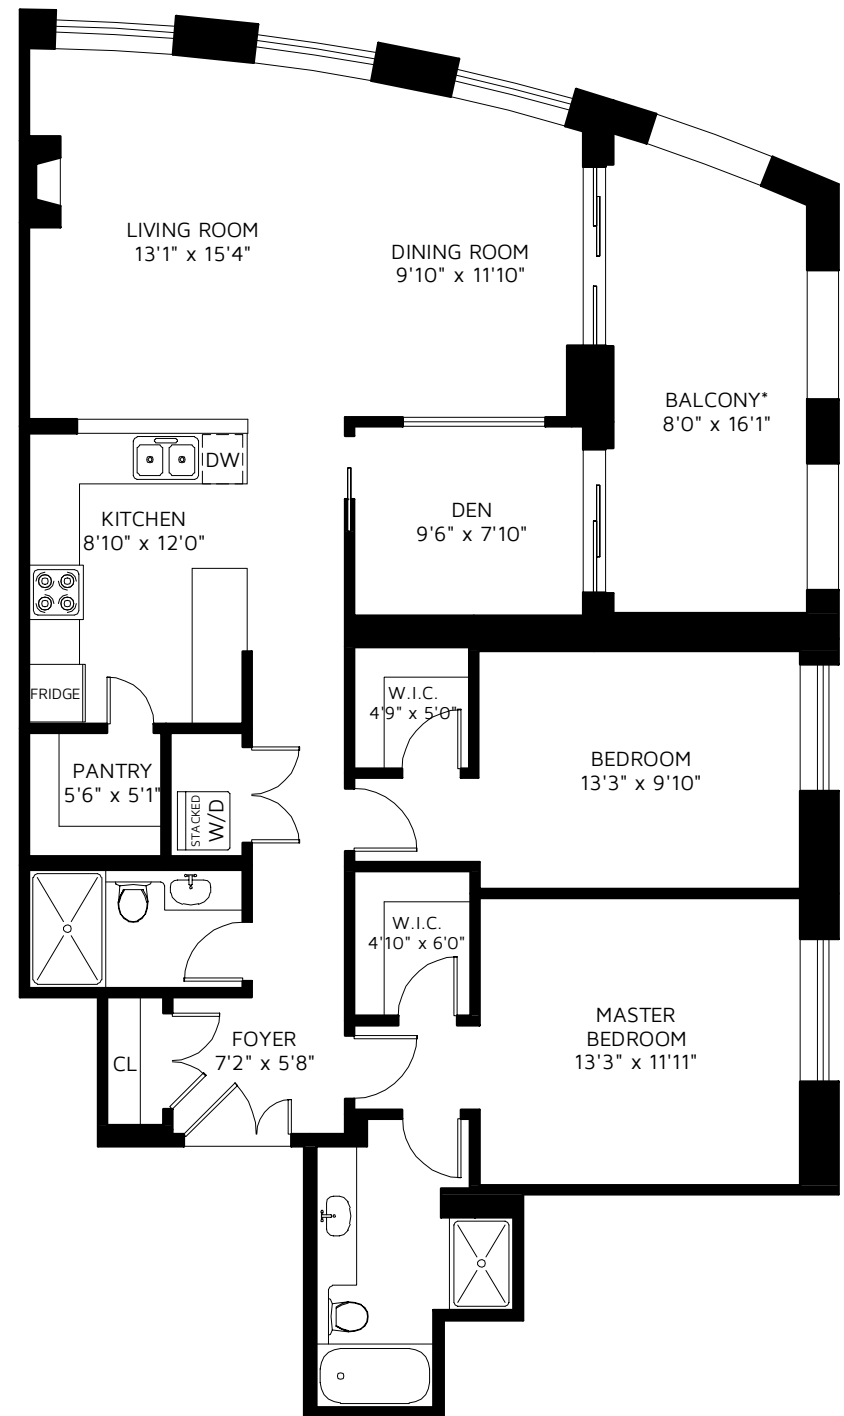 LIVING ROOM
13'1" x 15'4"
DINING ROOM
9'10" x 11'10"
BALCONY*
8'0" x 16'1"
DW
KITCHEN
8'10" x 12'0"
DEN
9'6" x 7'10"
FRIDGE
W.I.C.
4'9" x 5'0"
BEDROOM
13'3" x 9'10"
PANTRY
5'6" x 5'1"
STACKED
W/D
W.I.C.
4'10" x 6'0"
MASTER
BEDROOM
13'3" x 11'11"
FOYER
7'2" x 5'8"
CL